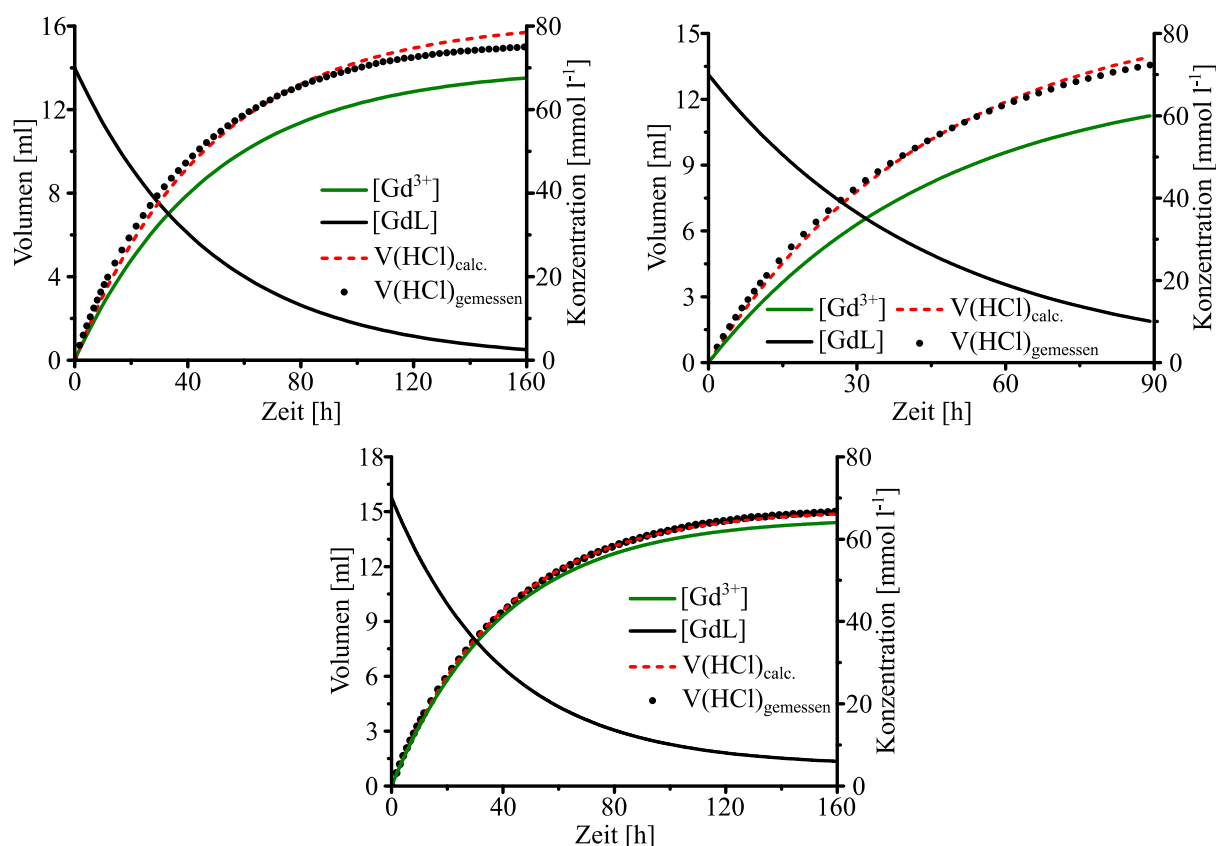 16
12
8
4
0
Volumen [ml]
80
60
40
20
0
Konzentration [mmol l⁻¹]
[Gd³⁺]
[GdL]
V(HCl)calc.
V(HCl)gemessen
0 40 80 120 160
Zeit [h]
15
12
9
6
3
0
Volumen [ml]
80
70
60
50
40
30
20
10
0
Konzentration [mmol l⁻¹]
[Gd³⁺] V(HCl)calc.
[GdL] V(HCl)gemessen
0 30 60 90
Zeit [h]
18
15
12
9
6
3
0
Volumen [ml]
80
60
40
20
0
Konzentration [mmol l⁻¹]
[Gd³⁺]
[GdL]
V(HCl)calc.
V(HCl)gemessen
0 40 80 120 160
Zeit [h]